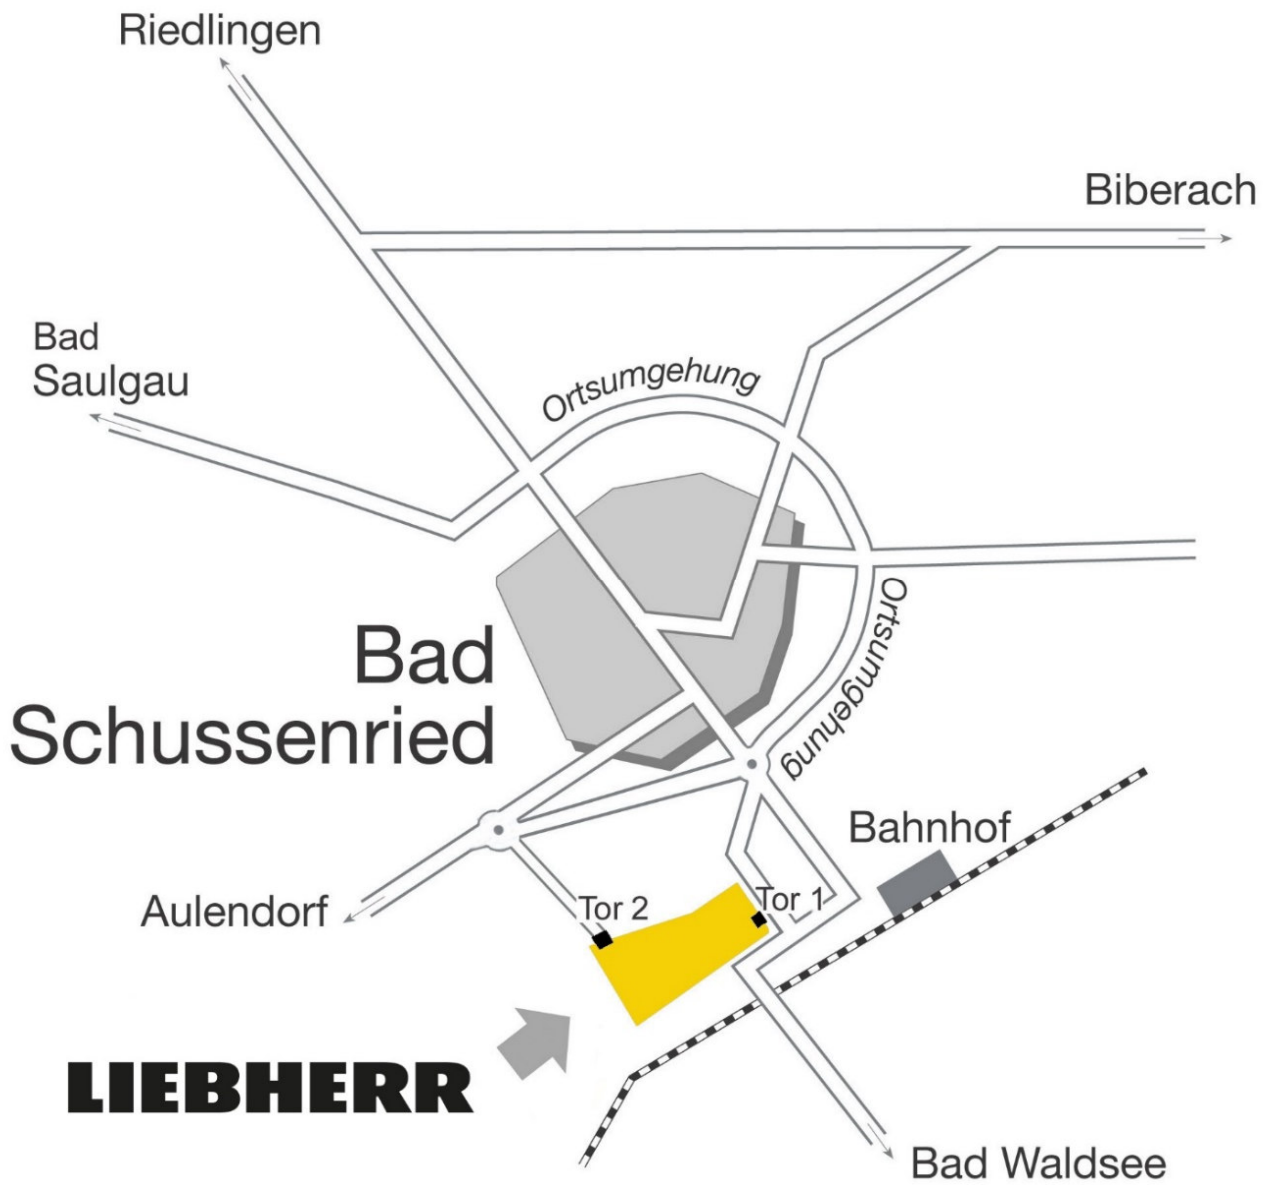 Riedlingen
Biberach
Bad
Saulgau
Ortsumgehung
Bad
Schussenried
Ortsumgehung
Bahnhof
Tor 1
Tor 2
Aulendorf
LIEBHERR
Bad Waldsee